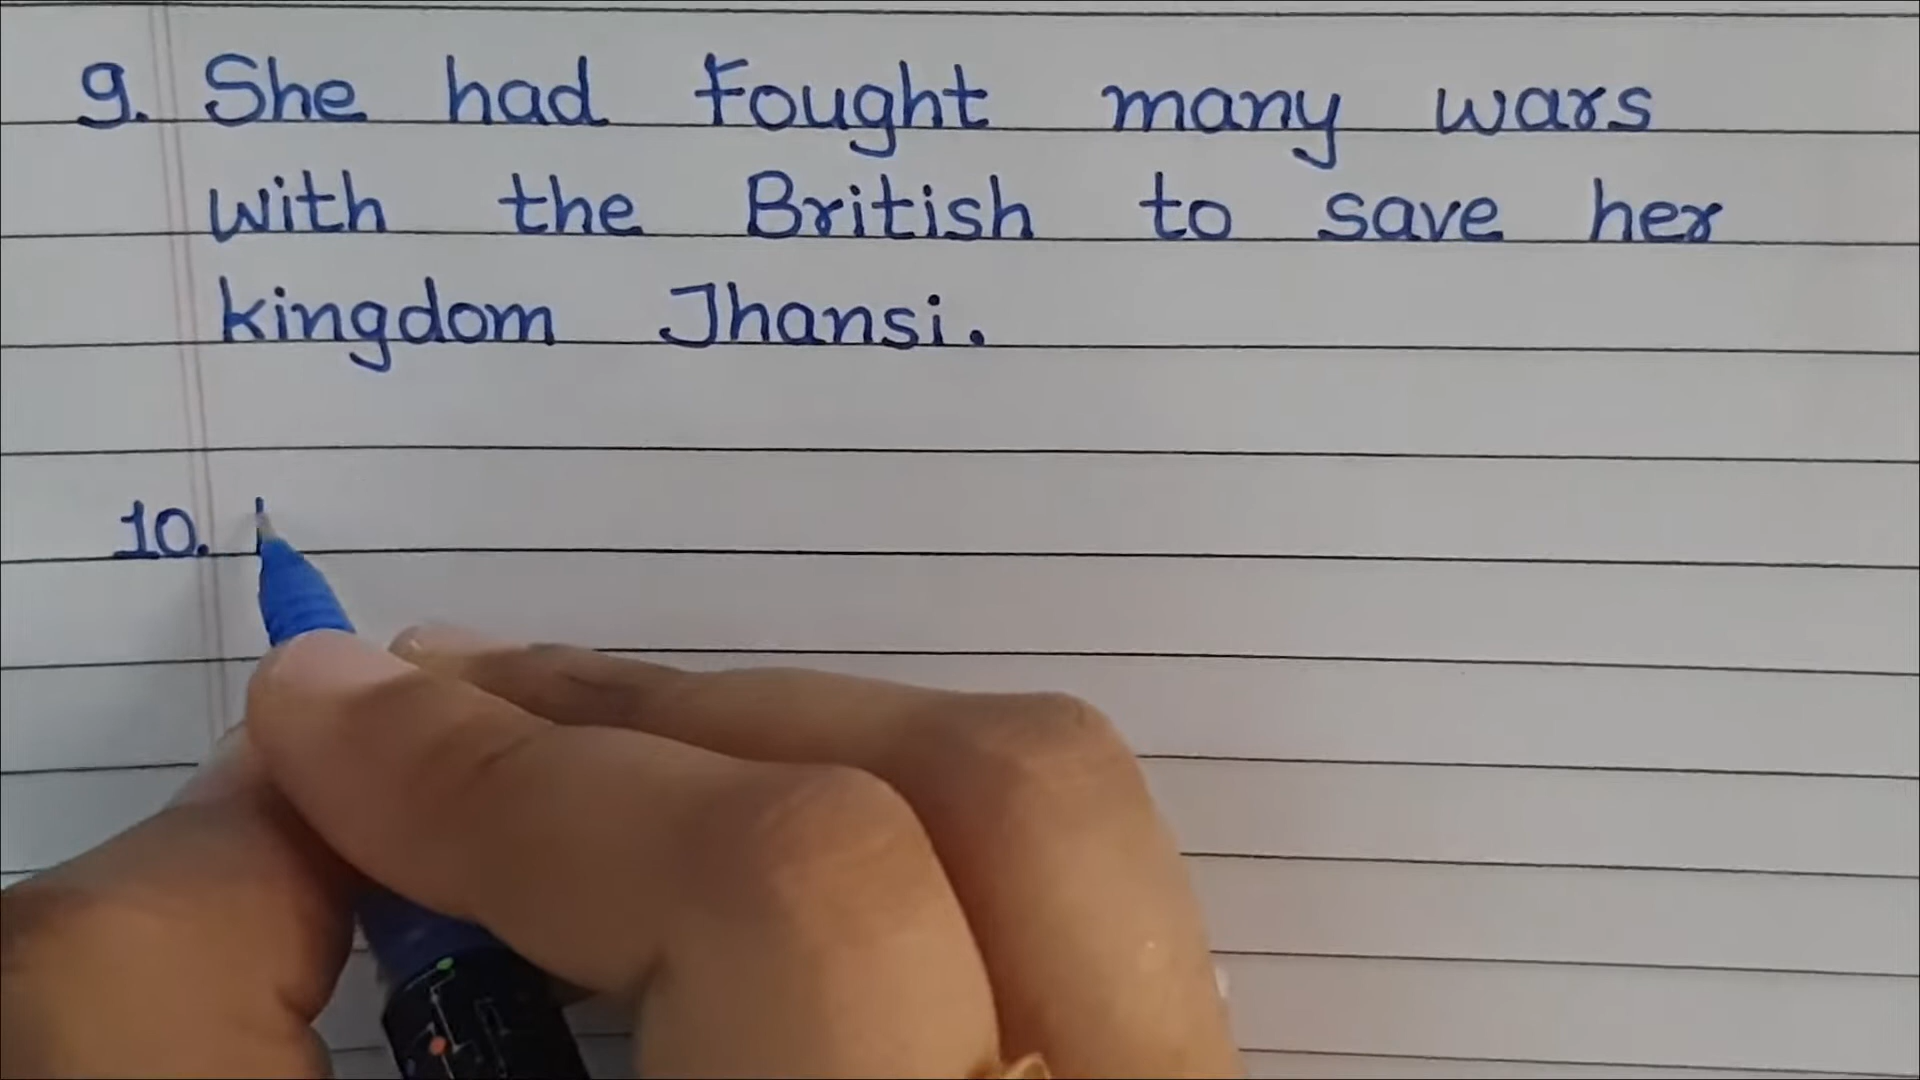 9. She had Fought many wars
with the British to save her
kingdom Jhansi.
10.